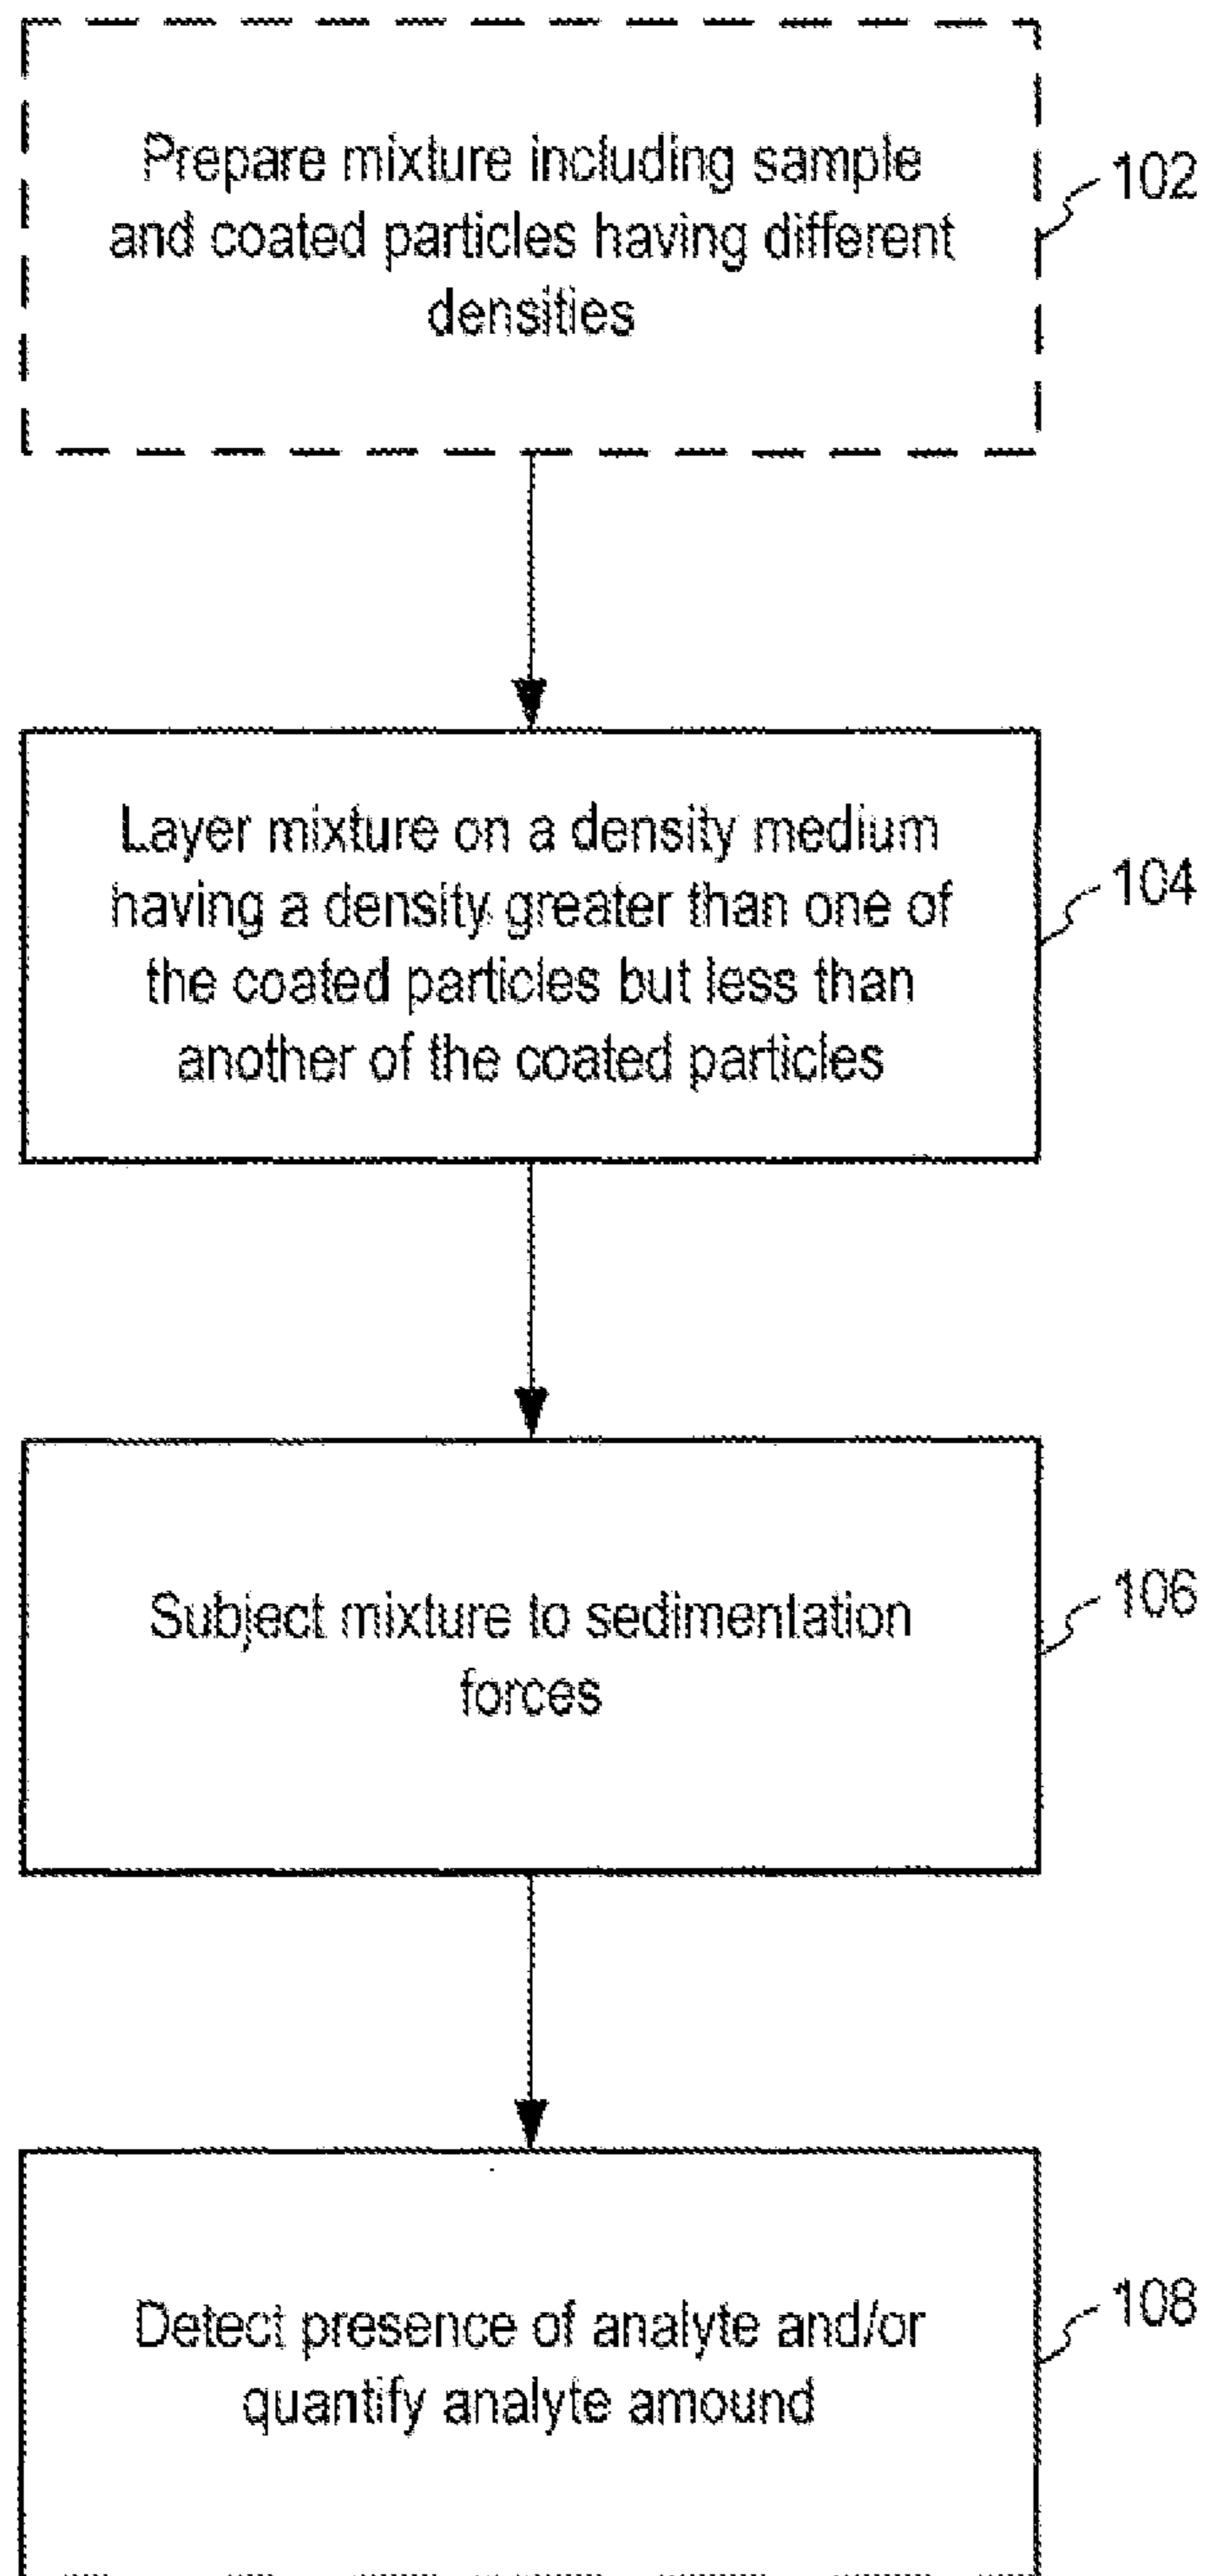 Prepare mixture including sample
and coated particles having different
densities
102
Layer mixture on a density medium
having a density greater than one of
the coated particles but less than
another of the coated particles
104
Subject mixture to sedimentation
forces
106
Detect presence of analyte and/or
quantify analyte amound
108